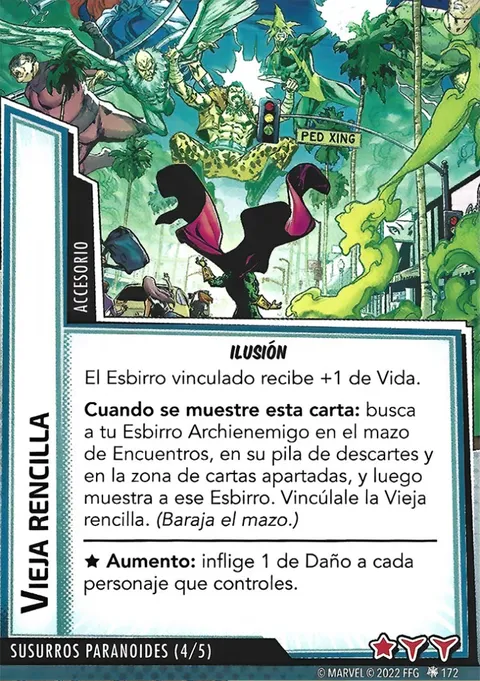 PED XING
ACCESORIO
VIEJA RENCILLA
ILUSIÓN
El Esbirro vinculado recibe +1 de Vida.
Cuando se muestre esta carta: busca
a tu Esbirro Archienemigo en el mazo
de Encuentros, en su pila de descartes y
en la zona de cartas apartadas, y luego
muestra a ese Esbirro. Vincúlale la Vieja
rencilla. (Baraja el mazo.)
★ Aumento: inflige 1 de Daño a cada
personaje que controles.
SUSURROS PARANOIDES (4/5)
© MARVEL © 2022 FFG 172